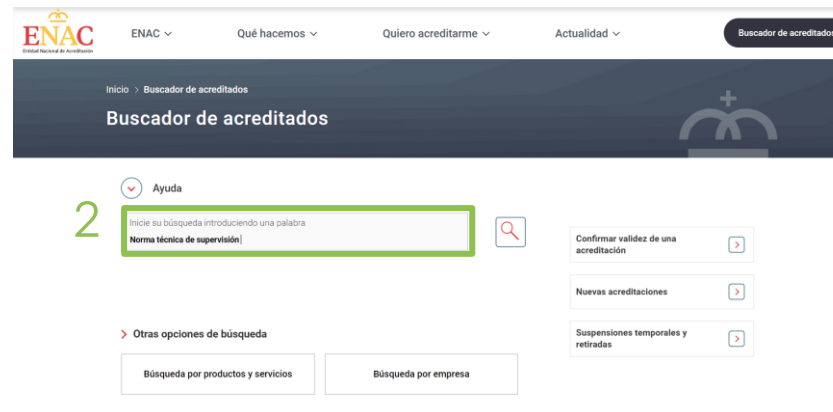 ENAC
Entidad Nacional de Acreditación
ENAC
Qué hacemos
Quiero acreditarme
Actualidad
Buscador de acreditados
Inicio > Buscador de acreditados
Buscador de acreditados
Ayuda
2
Inicie su búsqueda introduciendo una palabra
Norma técnica de supervisión
Confirmar validez de una
acreditación
Nuevas acreditaciones
Suspensiones temporales y
retiradas
Otras opciones de búsqueda
Búsqueda por productos y servicios
Búsqueda por empresa